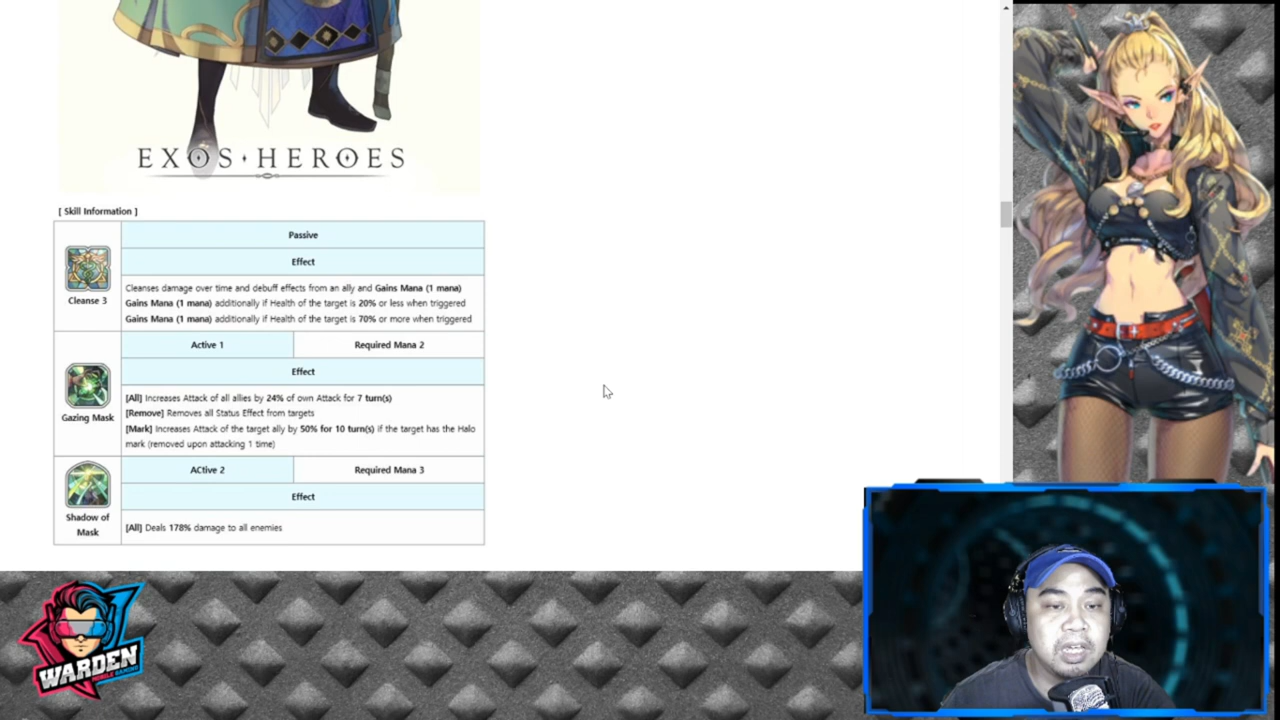 EXOS·HEROES
[ Skill Information ]
Passive
Effect
Cleanse 3
Cleanses damage over time and debuff effects from an ally and Gains Mana (1 mana)
Gains Mana (1 mana) additionally if Health of the target is 20% or less when triggered
Gains Mana (1 mana) additionally if Health of the target is 70% or more when triggered
Active 1
Required Mana 2
Effect
Gazing Mask
[All] Increases Attack of all allies by 24% of own Attack for 7 turn(s)
[Remove] Removes all Status Effect from targets
[Mark] Increases Attack of the target ally by 50% for 10 turn(s) if the target has the Halo
mark (removed upon attacking 1 time)
ACtive 2
Required Mana 3
Effect
Shadow of
Mask
[All] Deals 178% damage to all enemies
WARDEN
MOBILE GAMING